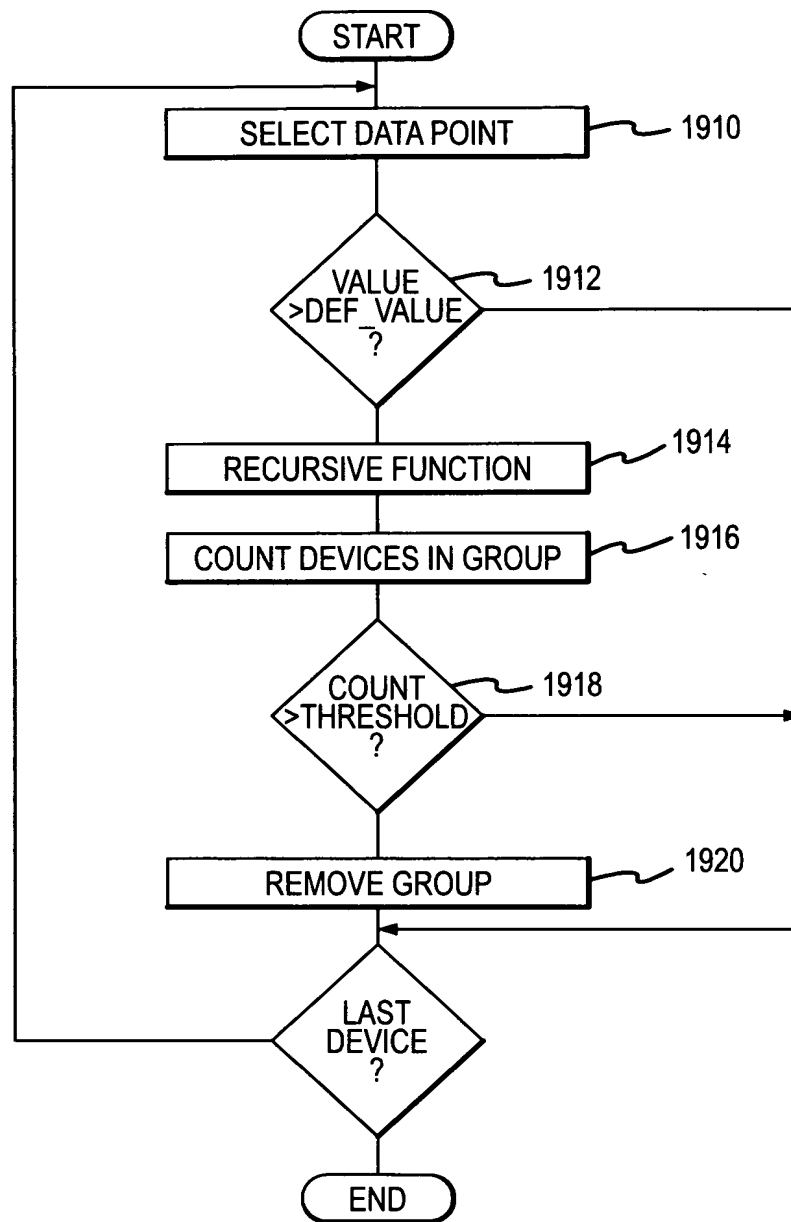 START
SELECT DATA POINT
1910
VALUE
>DEF_VALUE
?
1912
RECURSIVE FUNCTION
1914
COUNT DEVICES IN GROUP
1916
COUNT
>THRESHOLD
?
1918
REMOVE GROUP
1920
LAST
DEVICE
?
END